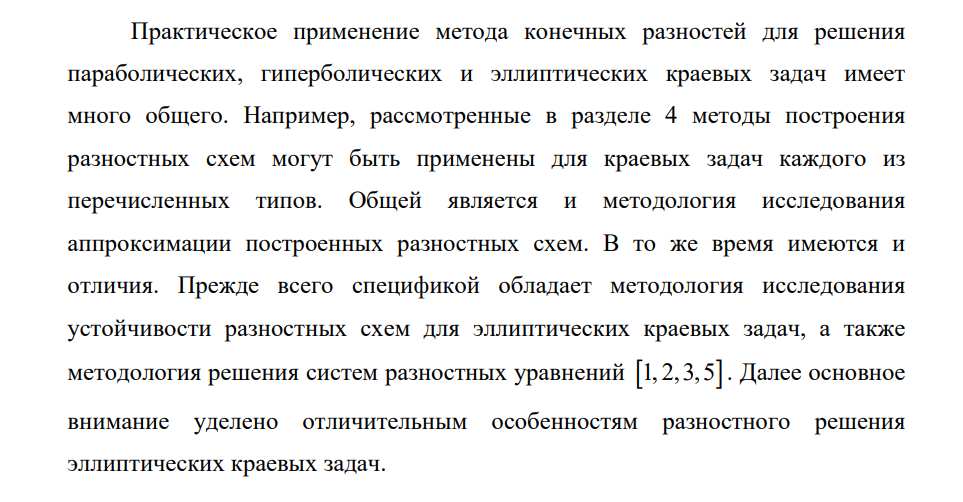 Практическое применение метода конечных разностей для решения
параболических, гиперболических и эллиптических краевых задач имеет
много общего. Например, рассмотренные в разделе 4 методы построения
разностных схем могут быть применены для краевых задач каждого из
перечисленных типов. Общей является и методология исследования
аппроксимации построенных разностных схем. В то же время имеются и
отличия. Прежде всего спецификой обладает методология исследования
устойчивости разностных схем для эллиптических краевых задач, а также
методология решения систем разностных уравнений [1, 2, 3, 5]. Далее основное
внимание уделено отличительным особенностям разностного решения
эллиптических краевых задач.